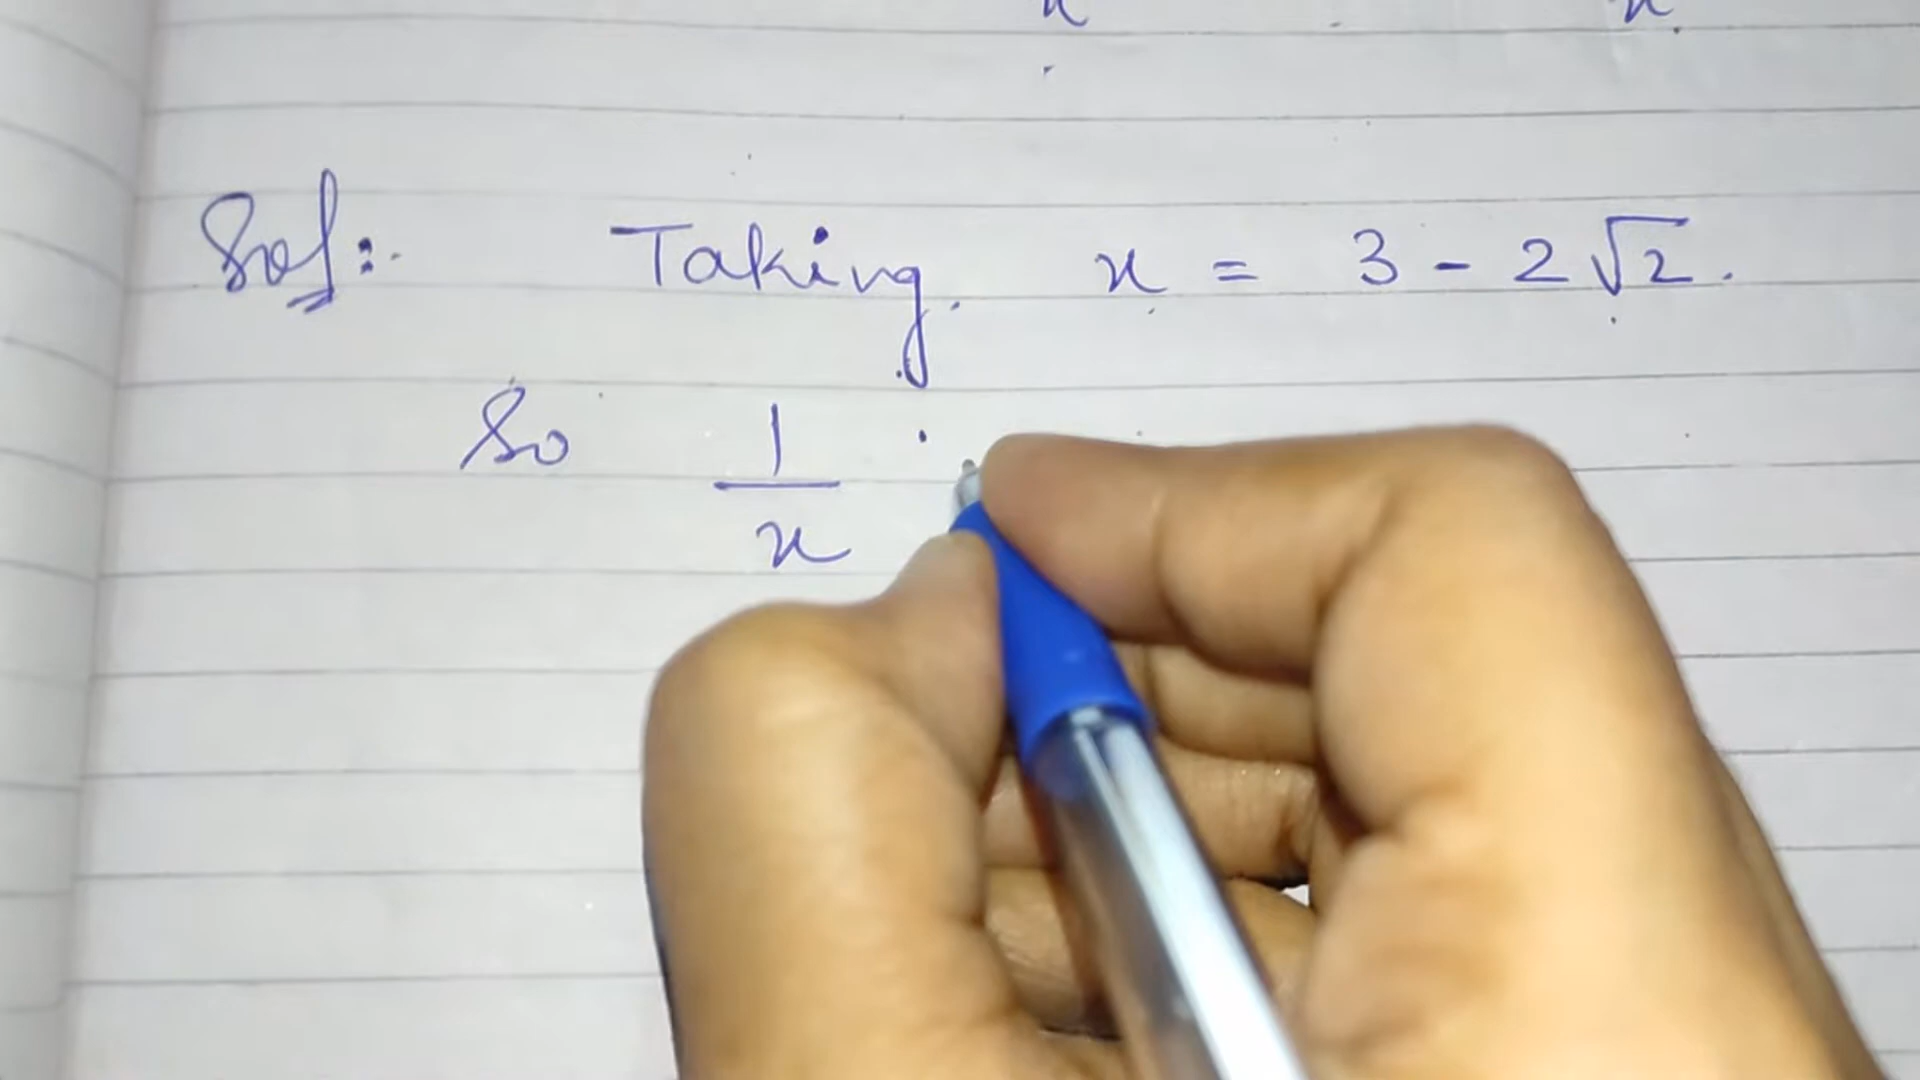 x x
Sol:- Taking, x = 3 - 2√2.
So 1/x